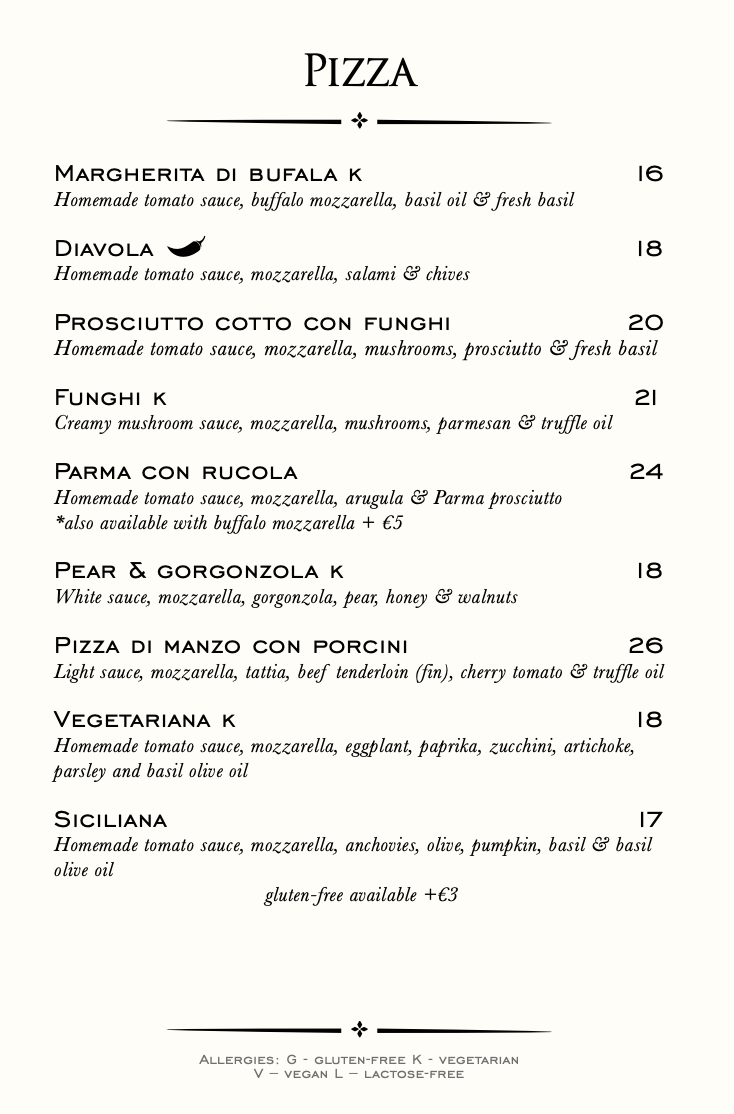 Pizza
Margherita di bufala K 16
Homemade tomato sauce, buffalo mozzarella, basil oil & fresh basil
Diavola 18
Homemade tomato sauce, mozzarella, salami & chives
Prosciutto cotto con funghi 20
Homemade tomato sauce, mozzarella, mushrooms, prosciutto & fresh basil
Funghi K 21
Creamy mushroom sauce, mozzarella, mushrooms, parmesan & truffle oil
Parma con rucola 24
Homemade tomato sauce, mozzarella, arugula & Parma prosciutto
*also available with buffalo mozzarella + €5
Pear & gorgonzola K 18
White sauce, mozzarella, gorgonzola, pear, honey & walnuts
Pizza di manzo con porcini 26
Light sauce, mozzarella, tattia, beef tenderloin (fin), cherry tomato & truffle oil
Vegetariana K 18
Homemade tomato sauce, mozzarella, eggplant, paprika, zucchini, artichoke,
parsley and basil olive oil
Siciliana 17
Homemade tomato sauce, mozzarella, anchovies, olive, pumpkin, basil & basil
olive oil
gluten-free available +€3
Allergies: G - gluten-free K - vegetarian
V – vegan L – lactose-free